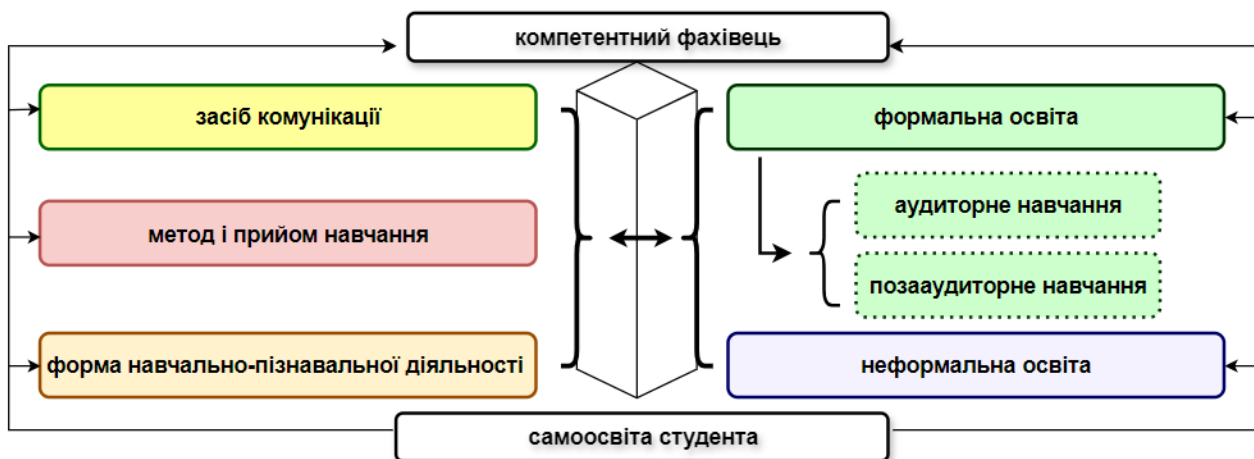 компетентний фахівець
засіб комунікації
формальна освіта
аудиторне навчання
метод і прийом навчання
позааудиторне навчання
форма навчально-пізнавальної діяльності
неформальна освіта
самоосвіта студента